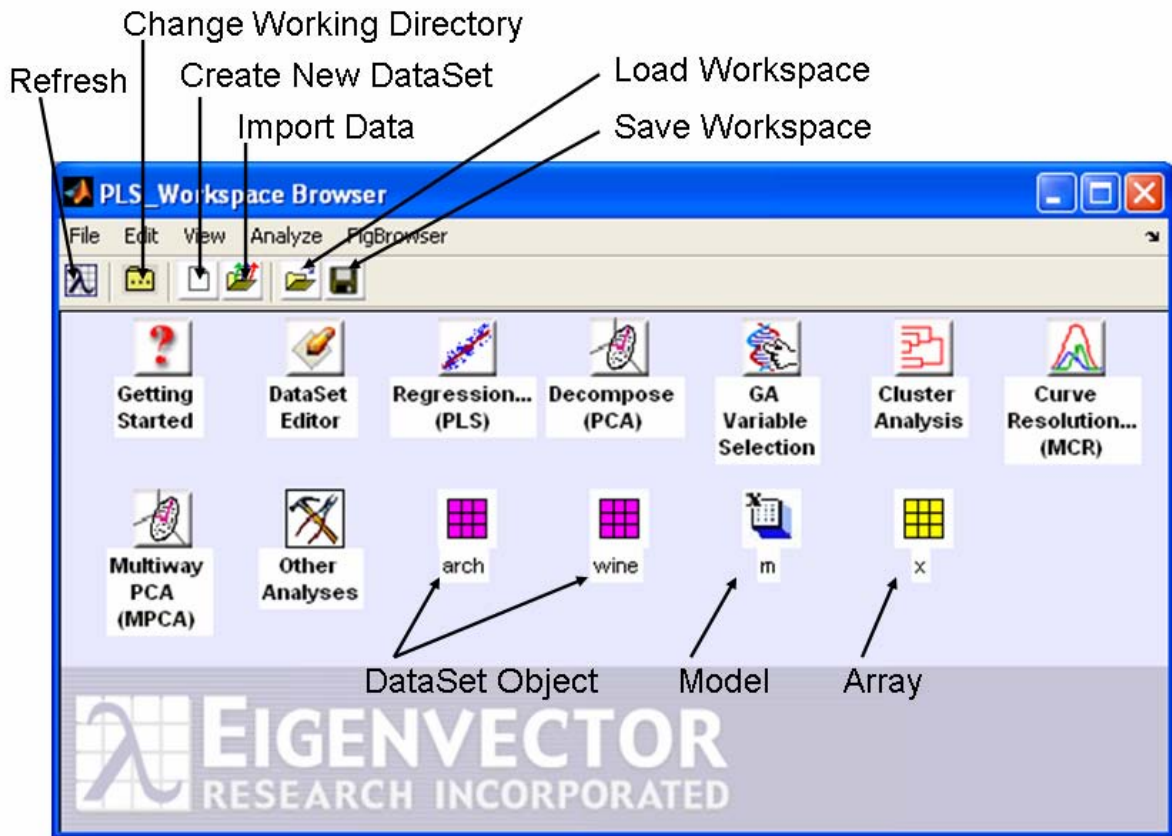 Change Working Directory
Refresh
Create New DataSet
Load Workspace
Import Data
Save Workspace
PLS_Workspace Browser
File Edit View Analyze FigBrowser
Getting
Started
DataSet
Editor
Regression...
(PLS)
Decompose
(PCA)
GA
Variable
Selection
Cluster
Analysis
Curve
Resolution...
(MCR)
Multiway
PCA
(MPCA)
Other
Analyses
arch
wine
m
x
DataSet Object
Model
Array
EIGENVECTOR
RESEARCH INCORPORATED